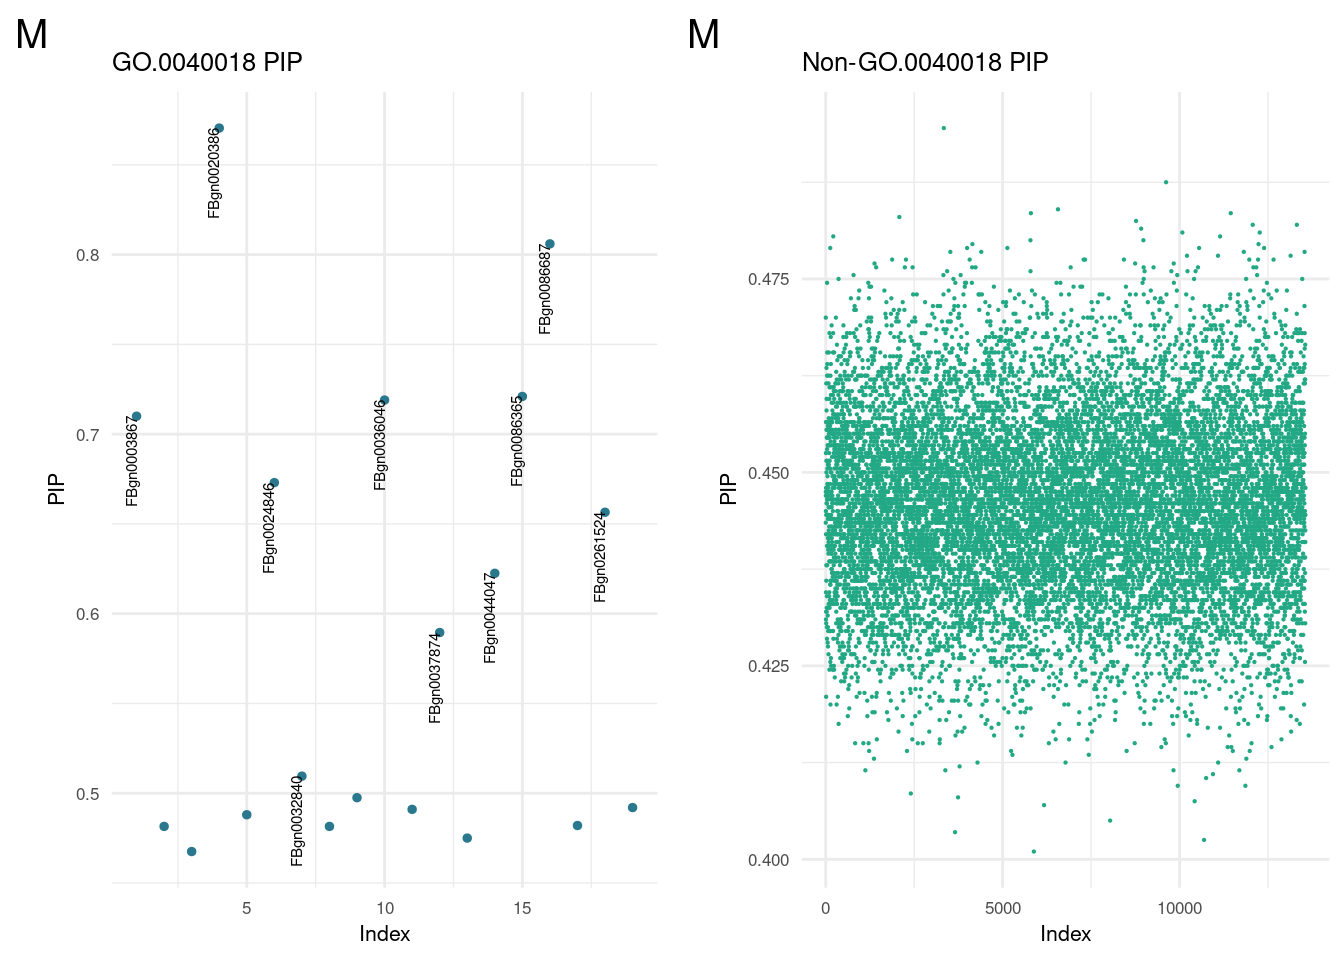 M
GO.0040018 PIP
PIP
0.8
0.7
0.6
0.5
FBgn0003867
FBgn0020386
FBgn0024846
FBgn0032840
FBgn0036046
FBgn0037874
FBgn0044047
FBgn0086365
FBgn0086687
FBgn0261524
5
10
15
Index
M
Non-GO.0040018 PIP
PIP
0.475
0.450
0.425
0.400
0
5000
10000
Index